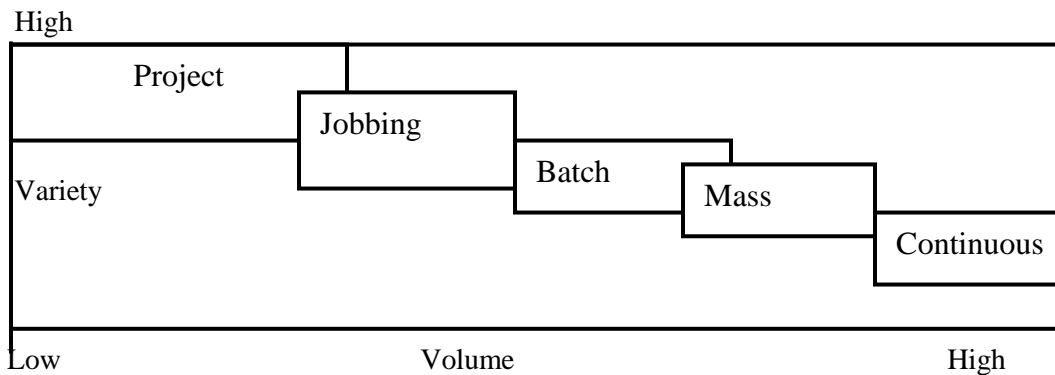 High
Project
Jobbing
Batch
Variety
Mass
Continuous
Low Volume High